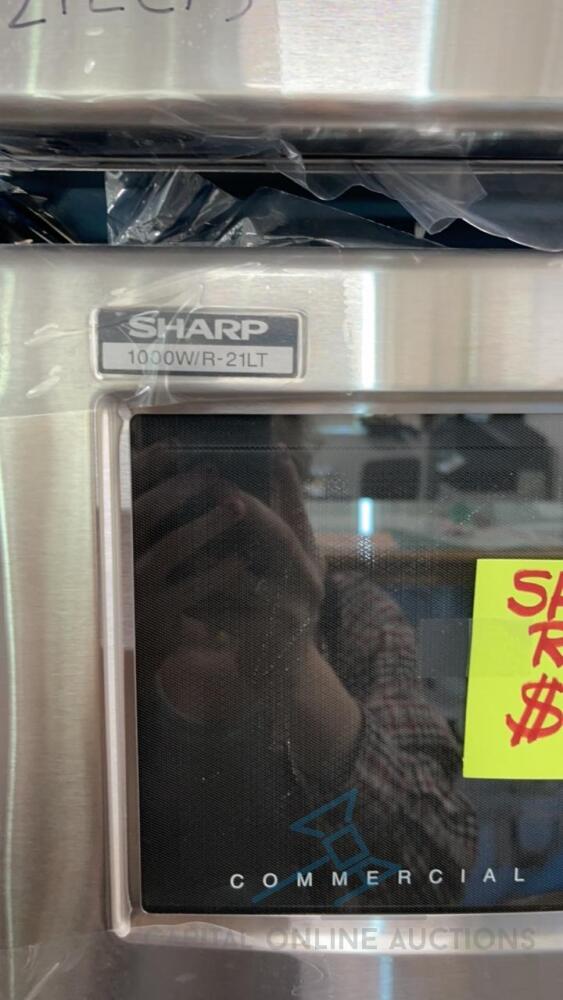 SHARP
1000W/R-21LT
$
COMMERCIAL
CAPITAL ONLINE AUCTIONS